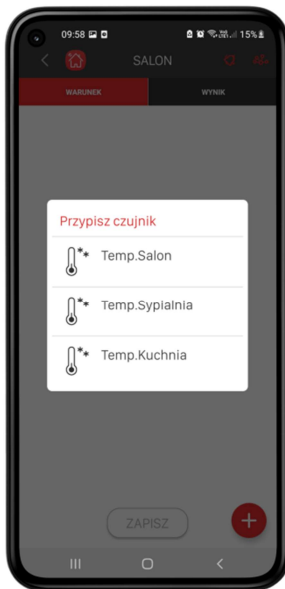 09:58 15%
SALON
WARUNEK WYNIK
Przypisz czujnik
Temp.Salon
Temp.Sypialnia
Temp.Kuchnia
ZAPISZ